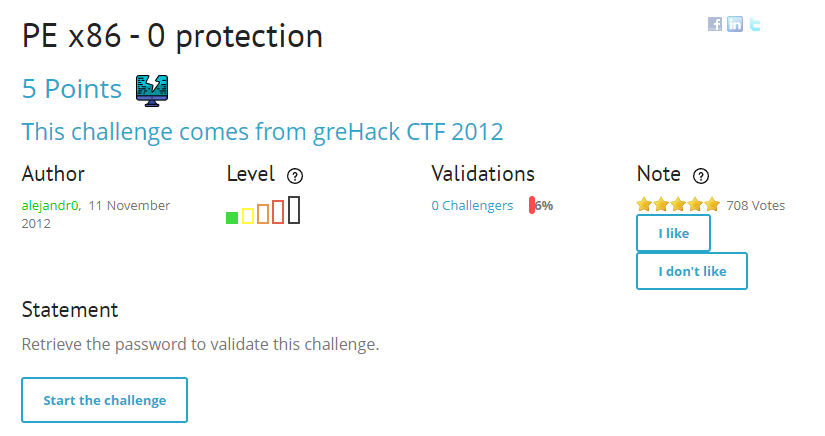 PE x86 - 0 protection
5 Points
This challenge comes from greHack CTF 2012
Author
Level ?
Validations
Note ?
alejandr0, 11 November
2012
0 Challengers 6%
708 Votes
I like
I don't like
Statement
Retrieve the password to validate this challenge.
Start the challenge